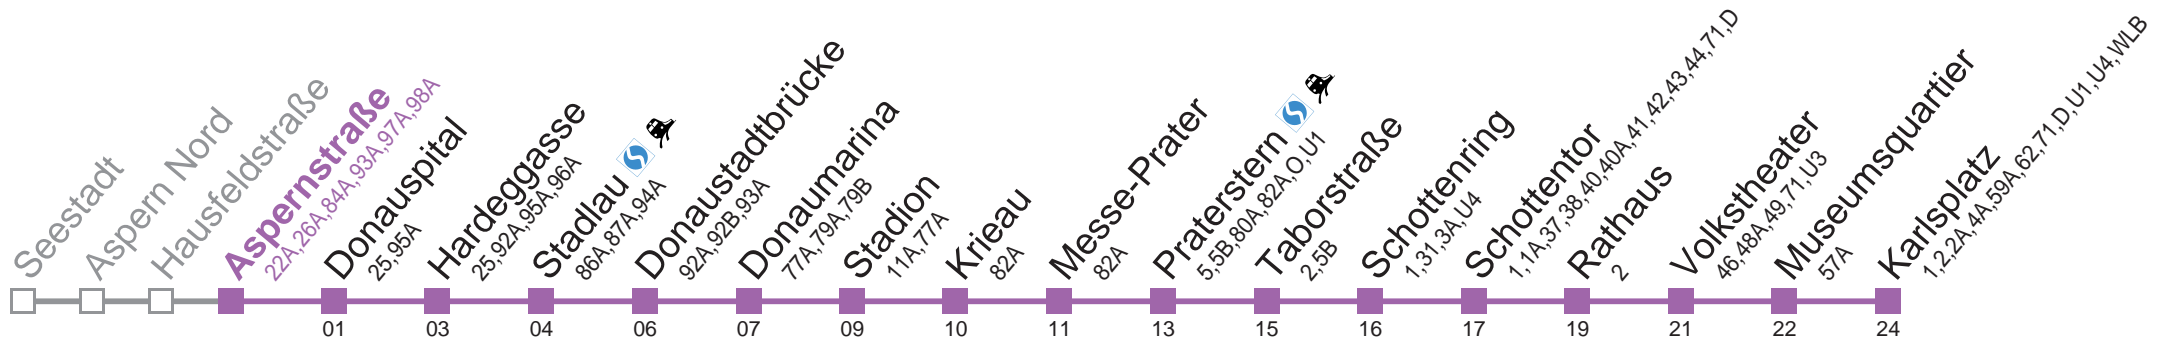 Seestadt
Aspern Nord
Hausfeldstraße
Aspernstraße
22A,26A,84A,93A,97A,98A
Donauspital
25,95A
Hardeggasse
25,92A,95A,96A
Stadlau
86A,87A,94A
Donaustadtbrücke
92A,92B,93A
Donaumarina
77A,79A,79B
Stadion
11A,77A
Krieau
82A
Messe-Prater
82A
Praterstern
5,5B,80A,82A,O,U1
Taborstraße
2,5B
Schottenring
1,31,3A,U4
Schottentor
1,1A,37,38,40,40A,41,42,43,44,71,D
Rathaus
2
Volkstheater
46,48A,49,71,U3
Museumsquartier
57A
Karlsplatz
1,2,2A,4A,59A,62,71,D,U1,U4,WLB
01 03 04 06 07 09 10 11 13 15 16 17 19 21 22 24